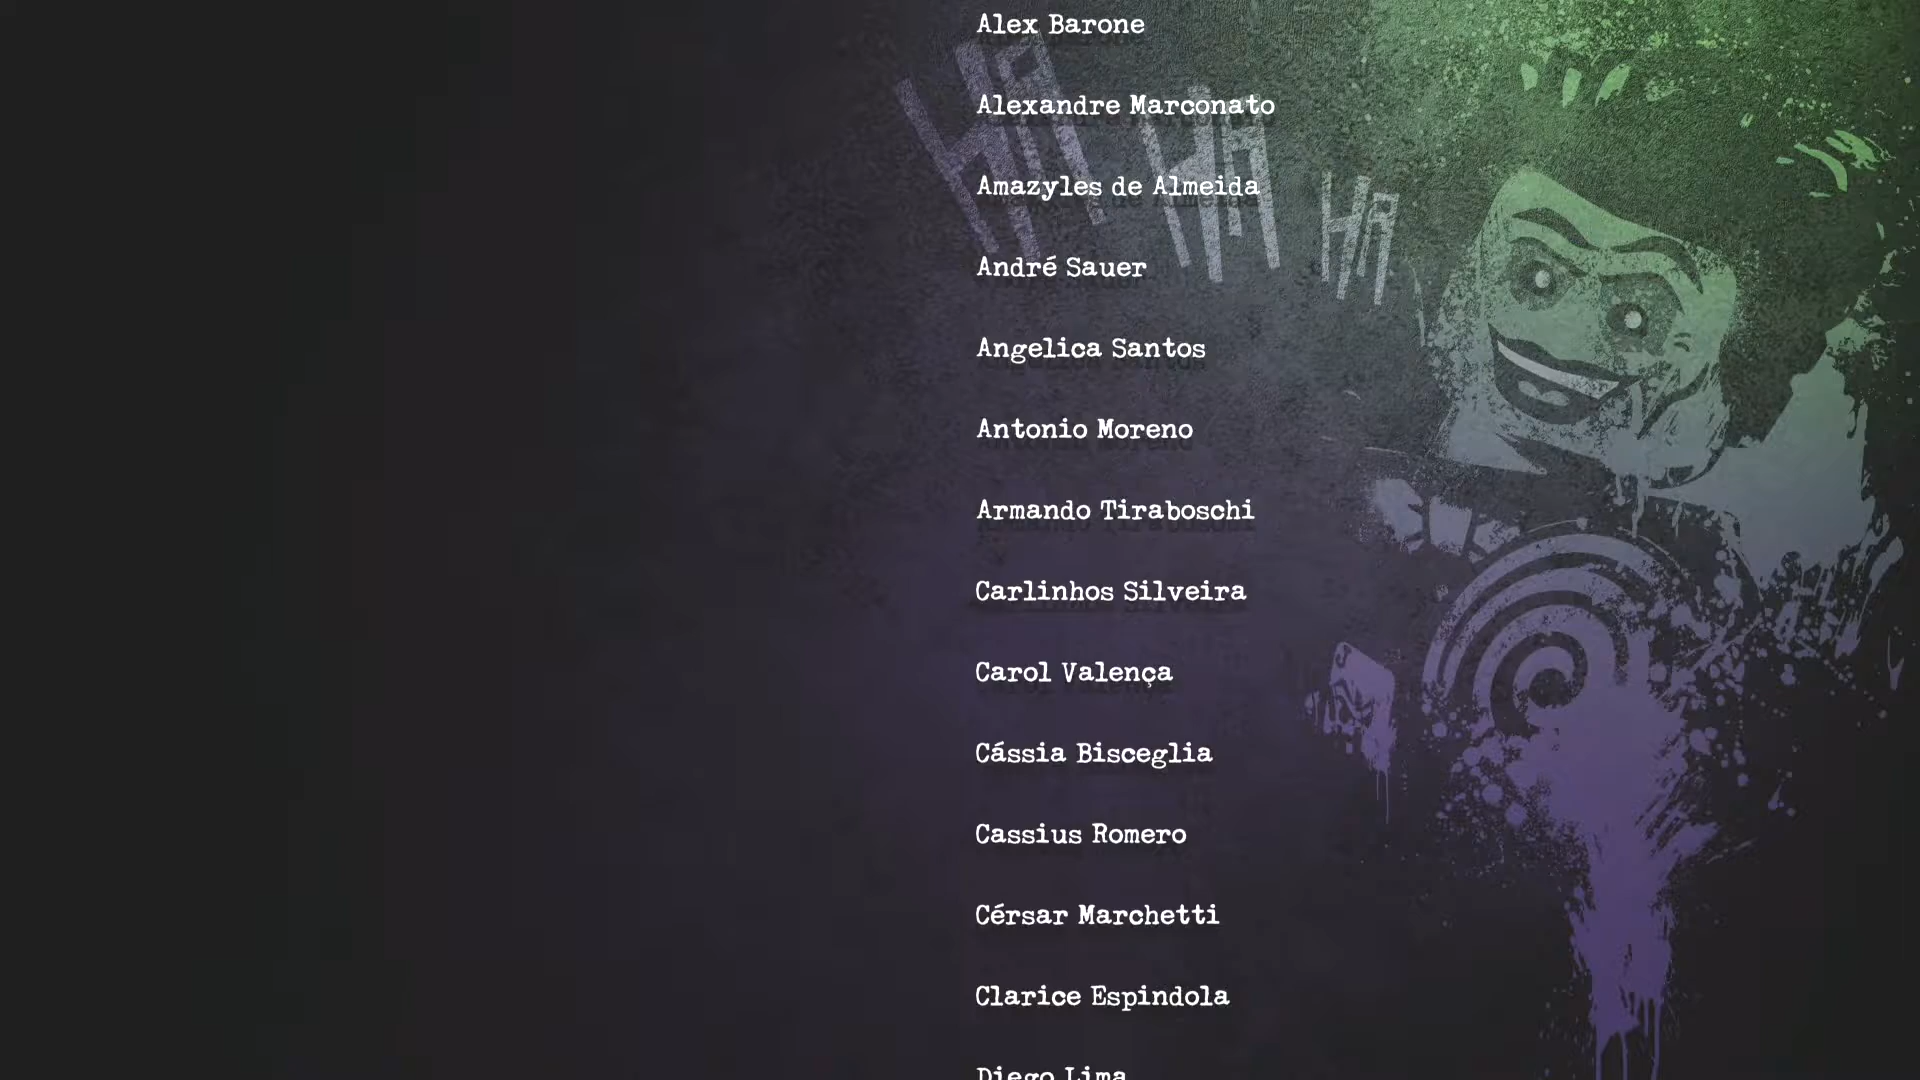 Alex Barone
HA HA HA
Alexandre Marconato
Amazyles de Almeida
André Sauer
Angelica Santos
Antonio Moreno
Armando Tiraboschi
Carlinhos Silveira
Carol Valença
Cássia Bisceglia
Cassius Romero
Cérsar Marchetti
Clarice Espindola
Diego Lima